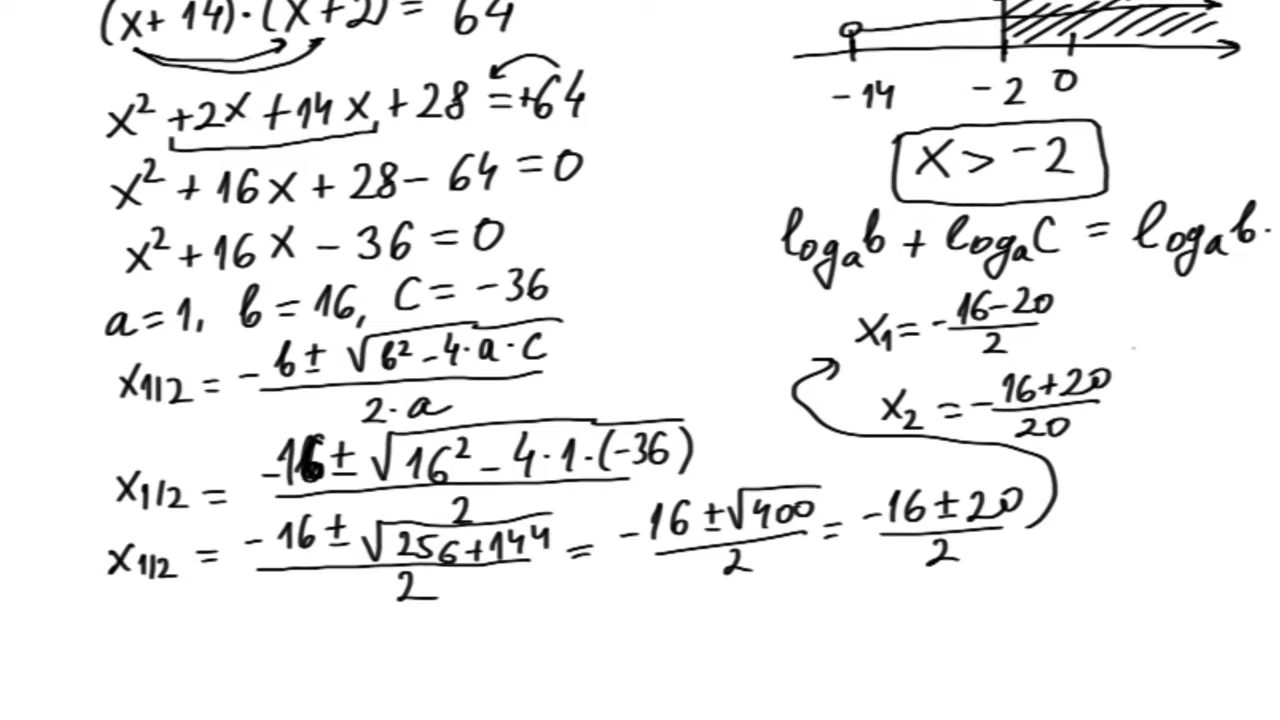 (x+14)·(x+2) = 64
x² +2x +14x +28 = +64
x² + 16x + 28 - 64 = 0
x² + 16x - 36 = 0
a=1, b=16, c=-36
x1/2 = -b ± √b² - 4·a·c / 2·a
x1/2 = -16 ± √16² - 4·1·(-36) / 2
x1/2 = -16 ± √256+144 / 2 = -16 ± √400 / 2 = -16 ± 20 / 2
-14 -2 0
x > -2
logab + logaC = logab·
x1 = -16-20 / 2
x2 = -16+20 / 20